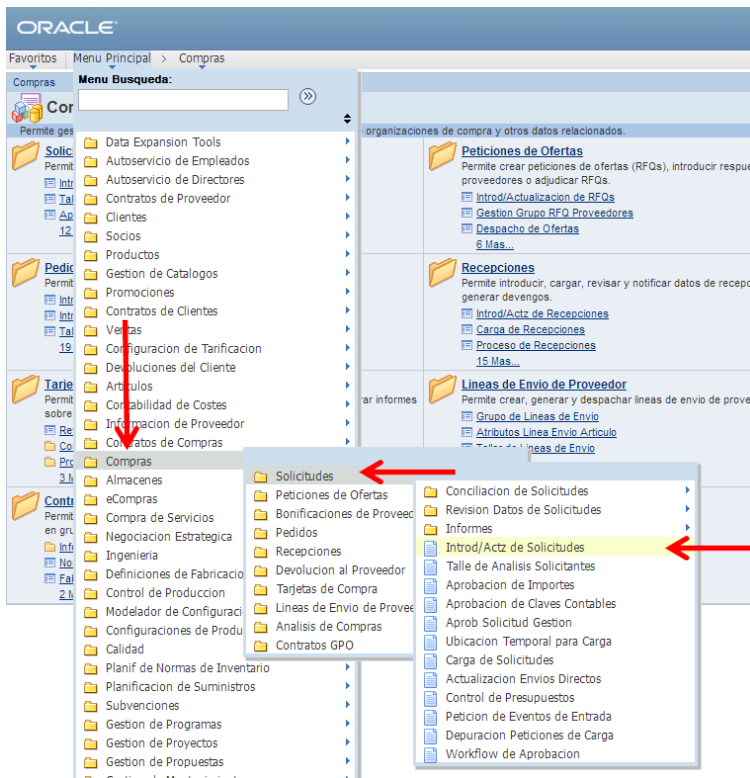 ORACLE
Favoritos Menu Principal > Compras
Compras
Menu Busqueda:
organizaciones de compra y otros datos relacionados.
Data Expansion Tools
Autoservicio de Empleados
Autoservicio de Directores
Contratos de Proveedor
Clientes
Socios
Productos
Gestion de Catalogos
Promociones
Contratos de Clientes
Ventas
Configuracion de Tarificacion
Devoluciones del Cliente
Articulos
Contabilidad de Costes
Informacion de Proveedor
Contratos de Compras
Compras
Almacenes
eCompras
Compra de Servicios
Negociacion Estrategica
Ingenieria
Definiciones de Fabricacio
Control de Produccion
Modelador de Configuraci
Configuraciones de Produ
Calidad
Planif de Normas de Inventario
Planificacion de Suministros
Subvenciones
Gestion de Programas
Gestion de Proyectos
Gestion de Propuestas
Solicitudes
Peticiones de Ofertas
Bonificaciones de Proveed
Pedidos
Recepciones
Devolucion al Proveedor
Tarjetas de Compra
Lineas de Envio de Provee
Analisis de Compras
Contratos GPO
Conciliacion de Solicitudes
Revision Datos de Solicitudes
Informes
Introd/Actz de Solicitudes
Talle de Analisis Solicitantes
Aprobacion de Importes
Aprobacion de Claves Contables
Aprob Solicitud Gestion
Ubicacion Temporal para Carga
Carga de Solicitudes
Actualizacion Envios Directos
Control de Presupuestos
Peticion de Eventos de Entrada
Depuracion Peticiones de Carga
Workflow de Aprobacion
Peticiones de Ofertas
Permite crear peticiones de ofertas (RFQs), introducir respue
proveedores o adjudicar RFQs.
Introd/Actualizacion de RFQs
Gestion Grupo RFQ Proveedores
Despacho de Ofertas
6 Mas...
Recepciones
Permite introducir, cargar, revisar y notificar datos de recepc
generar devengos.
Introd/Actz de Recepciones
Carga de Recepciones
Proceso de Recepciones
15 Mas...
ar informes
Lineas de Envio de Proveedor
Permite crear, generar y despachar lineas de envio de prove
Grupo de Lineas de Envio
Atributos Linea Envio Articulo